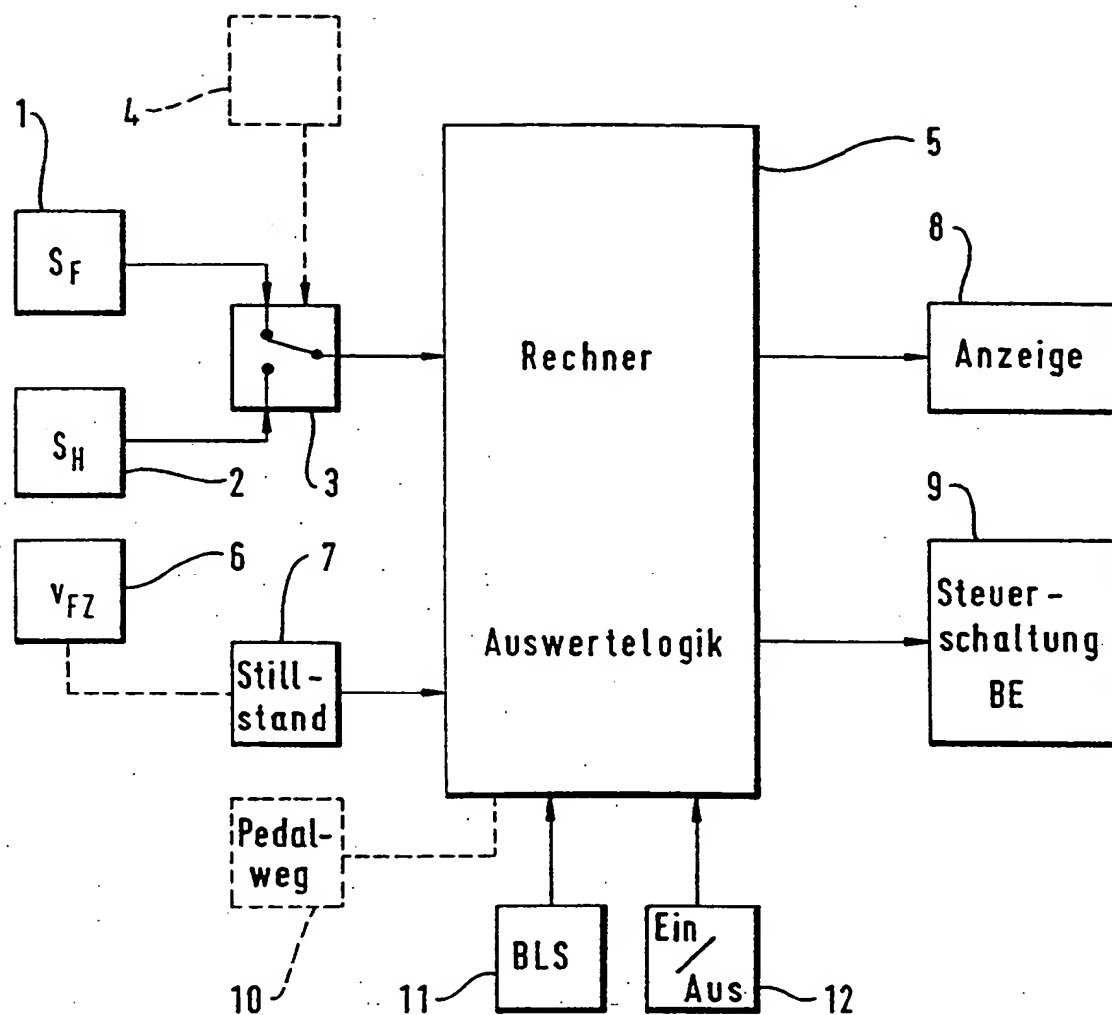 4
1
5
S_F
8
Rechner
Anzeige
S_H
2
3
9
6
7
v_FZ
Steuer-
schaltung
BE
Auswertelogik
Still-
stand
Pedal-
weg
Ein
/
Aus
BLS
10
11
12